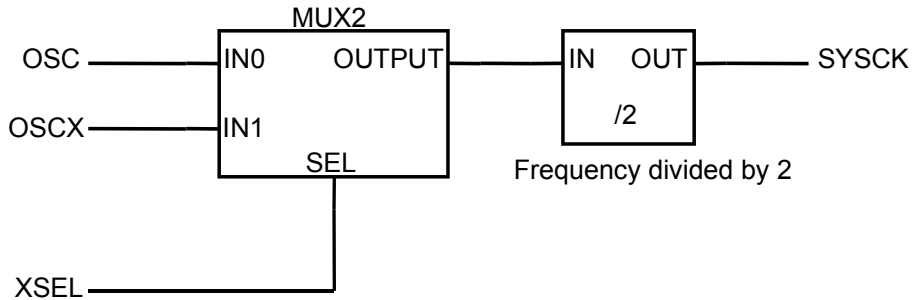 MUX2
OSC IN0 OUTPUT IN OUT SYSCK
OSCX IN1 /2
SEL Frequency divided by 2
XSEL